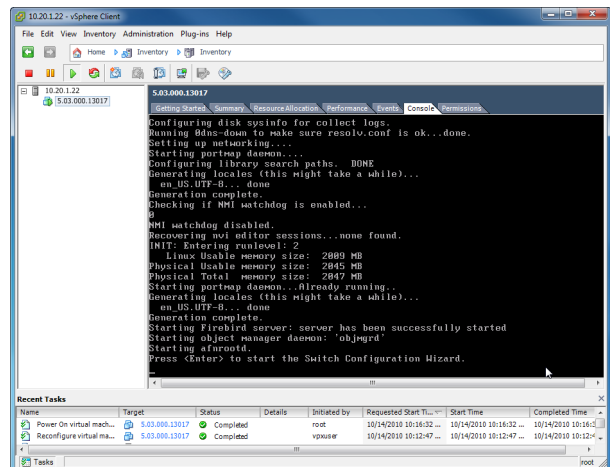 10.20.1.22 - vSphere Client
File Edit View Inventory Administration Plug-ins Help
Home Inventory Inventory
10.20.1.22
5.03.000.13017
5.03.000.13017
Getting Started Summary Resource Allocation Performance Events Console Permissions
Configuring disk sysinfo for collect logs.
Running 0dns-down to make sure resolv.conf is ok...done.
Setting up networking....
Starting portmap daemon....
Configuring library search paths.  DONE
Generating locales (this might take a while)...
en_US.UTF-8... done
Generation complete.
Checking if NMI watchdog is enabled...
0
NMI watchdog disabled.
Recovering nvi editor sessions...none found.
INIT: Entering runlevel: 2
Linux Usable memory size:  2009 MB
Physical Usable memory size:  2045 MB
Physical Total  memory size:  2047 MB
Starting portmap daemon...Already running..
Generating locales (this might take a while)...
en_US.UTF-8... done
Generation complete.
Starting Firebird server: server has been successfully started
Starting object manager daemon: 'objmgrd'
Starting afnrootd.
Press <Enter> to start the Switch Configuration Wizard.
Recent Tasks
Name Target Status Details Initiated by Requested Start Ti... Start Time Completed Time
Power On virtual mach... 5.03.000.13017 Completed root 10/14/2010 10:16:32 ... 10/14/2010 10:16:32 ... 10/14/2010 10:16:3
Reconfigure virtual ma... 5.03.000.13017 Completed vpxuser 10/14/2010 10:12:47 ... 10/14/2010 10:12:47 ... 10/14/2010 10:12:4
Tasks root